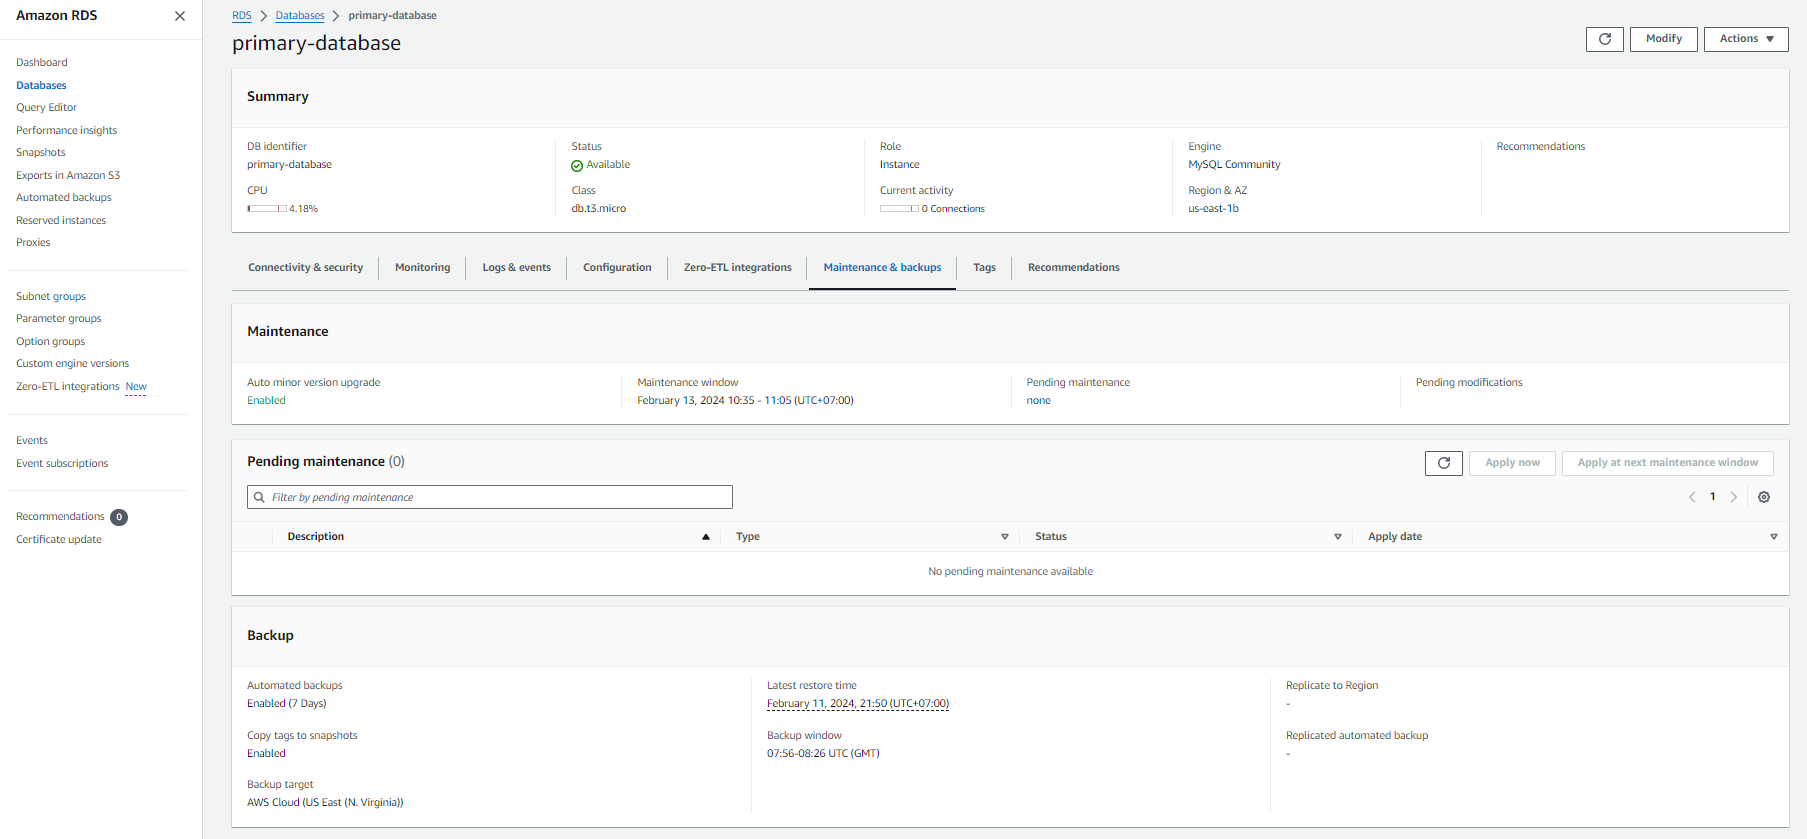 Amazon RDS
Dashboard
Databases
Query Editor
Performance insights
Snapshots
Exports in Amazon S3
Automated backups
Reserved instances
Proxies
Subnet groups
Parameter groups
Option groups
Custom engine versions
Zero-ETL integrations New
Events
Event subscriptions
Recommendations 0
Certificate update
RDS > Databases > primary-database
primary-database
Modify
Actions
Summary
DB identifier
primary-database
CPU
4.18%
Status
Available
Class
db.t3.micro
Role
Instance
Current activity
0 Connections
Engine
MySQL Community
Region & AZ
us-east-1b
Recommendations
Connectivity & security
Monitoring
Logs & events
Configuration
Zero-ETL integrations
Maintenance & backups
Tags
Recommendations
Maintenance
Auto minor version upgrade
Enabled
Maintenance window
February 13, 2024 10:35 - 11:05 (UTC+07:00)
Pending maintenance
none
Pending modifications
Pending maintenance (0)
Apply now
Apply at next maintenance window
Filter by pending maintenance
1
Description
Type
Status
Apply date
No pending maintenance available
Backup
Automated backups
Enabled (7 Days)
Copy tags to snapshots
Enabled
Backup target
AWS Cloud (US East (N. Virginia))
Latest restore time
February 11, 2024, 21:50 (UTC+07:00)
Backup window
07:56-08:26 UTC (GMT)
Replicate to Region
-
Replicated automated backup
-